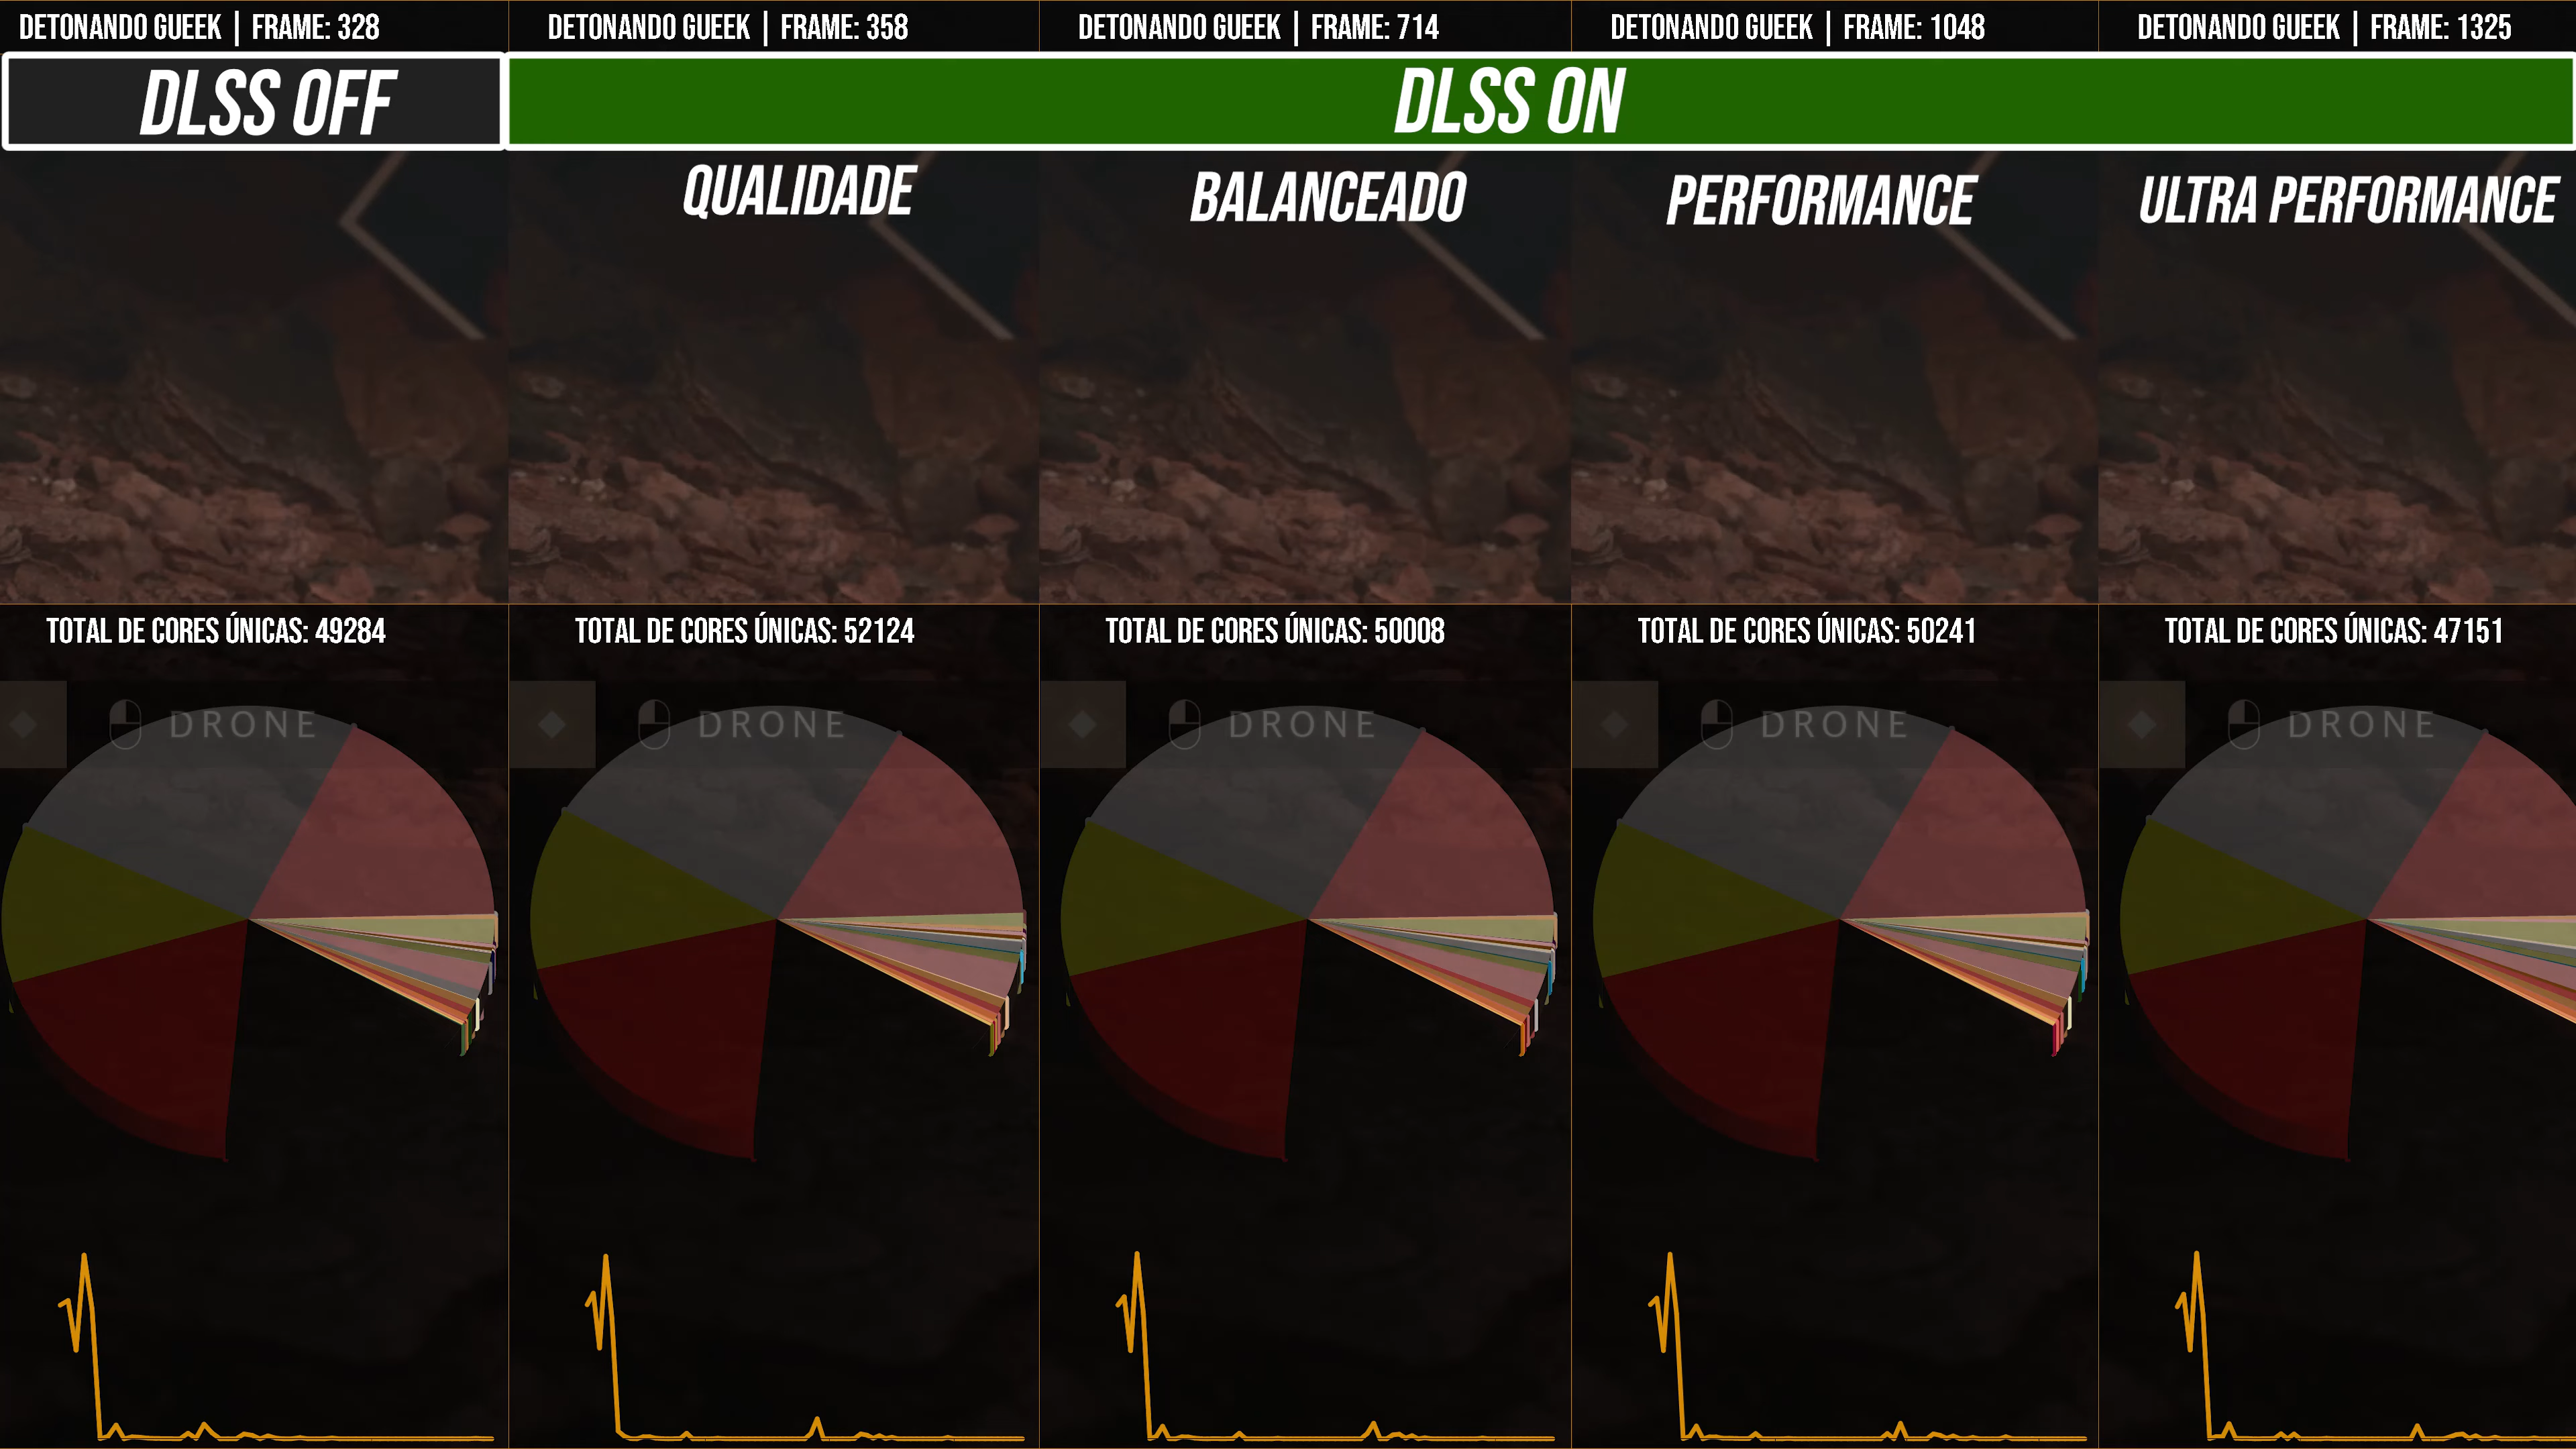 DETONANDO GUEEK | FRAME: 328
DETONANDO GUEEK | FRAME: 358
DETONANDO GUEEK | FRAME: 714
DETONANDO GUEEK | FRAME: 1048
DETONANDO GUEEK | FRAME: 1325
DLSS OFF
DLSS ON
QUALIDADE
BALANCEADO
PERFORMANCE
ULTRA PERFORMANCE
TOTAL DE CORES ÚNICAS: 49284
TOTAL DE CORES ÚNICAS: 52124
TOTAL DE CORES ÚNICAS: 50008
TOTAL DE CORES ÚNICAS: 50241
TOTAL DE CORES ÚNICAS: 47151
DRONE
DRONE
DRONE
DRONE
DRONE